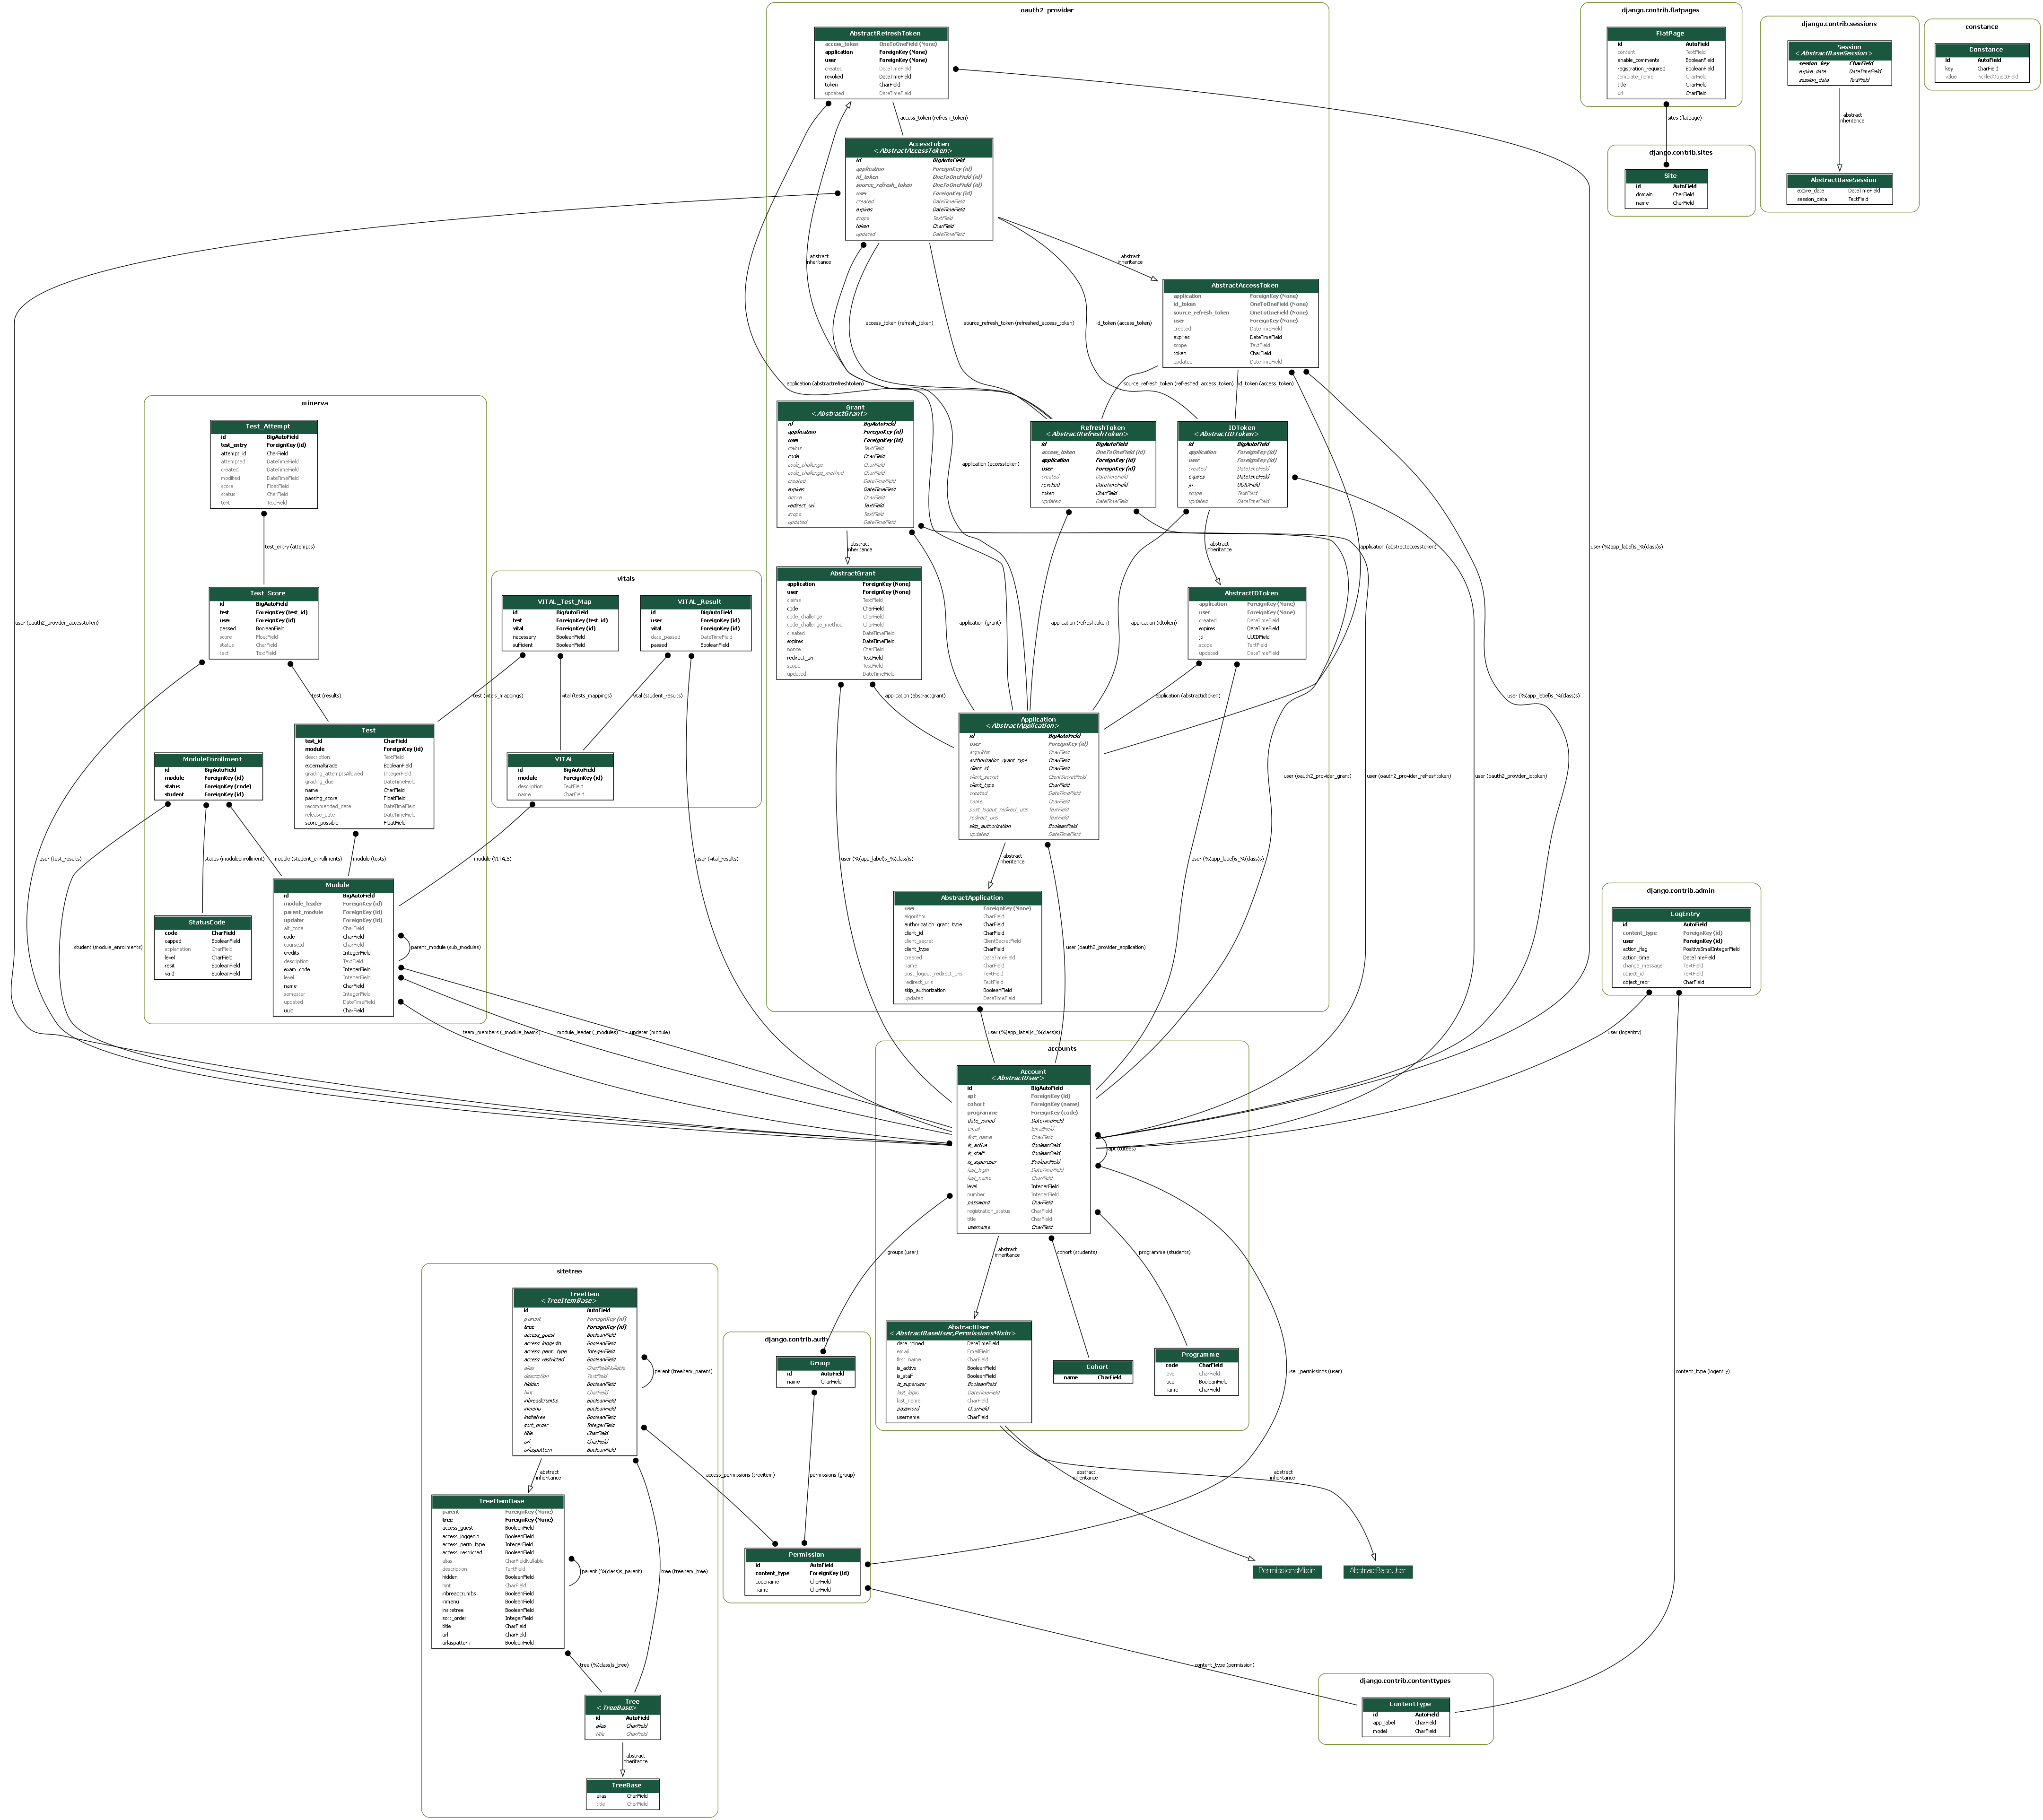 oauth2_provider
AbstractRefreshToken
access_token OneToOneField (None)
application ForeignKey (None)
user ForeignKey (None)
created DateTimeField
revoked DateTimeField
token CharField
updated DateTimeField
access_token (refresh_token)
AccessToken
<AbstractAccessToken>
id BigAutoField
application ForeignKey (id)
id_token OneToOneField (id)
source_refresh_token OneToOneField (id)
user ForeignKey (id)
created DateTimeField
expires DateTimeField
scope TextField
token CharField
updated DateTimeField
abstract
inheritance
abstract
inheritance
AbstractAccessToken
application ForeignKey (None)
id_token OneToOneField (None)
source_refresh_token OneToOneField (None)
user ForeignKey (None)
created DateTimeField
expires DateTimeField
scope TextField
token CharField
updated DateTimeField
access_token (refresh_token)
source_refresh_token (refreshed_access_token)
id_token (access_token)
application (abstractrefreshtoken)
source_refresh_token (refreshed_access_token)
id_token (access_token)
Grant
<AbstractGrant>
id BigAutoField
application ForeignKey (id)
user ForeignKey (id)
claims TextField
code CharField
code_challenge CharField
code_challenge_method CharField
created DateTimeField
expires DateTimeField
nonce CharField
redirect_uri TextField
scope TextField
updated DateTimeField
application (accesstoken)
RefreshToken
<AbstractRefreshToken>
id BigAutoField
access_token OneToOneField (id)
application ForeignKey (id)
user ForeignKey (id)
created DateTimeField
revoked DateTimeField
token CharField
updated DateTimeField
IDToken
<AbstractIDToken>
id BigAutoField
application ForeignKey (id)
user ForeignKey (id)
created DateTimeField
expires DateTimeField
jti UUIDField
scope TextField
updated DateTimeField
abstract
inheritance
abstract
inheritance
application (abstractaccesstoken)
user (%(app_label)s_%(class)s)
AbstractGrant
application ForeignKey (None)
user ForeignKey (None)
claims TextField
code CharField
code_challenge CharField
code_challenge_method CharField
created DateTimeField
expires DateTimeField
nonce CharField
redirect_uri TextField
scope TextField
updated DateTimeField
application (grant)
application (refreshtoken)
application (idtoken)
AbstractIDToken
application ForeignKey (None)
user ForeignKey (None)
created DateTimeField
expires DateTimeField
jti UUIDField
scope TextField
updated DateTimeField
application (abstractgrant)
application (abstractidtoken)
user (%(app_label)s_%(class)s)
Application
<AbstractApplication>
id BigAutoField
user ForeignKey (id)
algorithm CharField
authorization_grant_type CharField
client_id CharField
client_secret ClientSecretField
client_type CharField
created DateTimeField
name CharField
post_logout_redirect_uris TextField
redirect_uris TextField
skip_authorization BooleanField
updated DateTimeField
user (oauth2_provider_grant)
user (oauth2_provider_refreshtoken)
user (oauth2_provider_idtoken)
user (%(app_label)s_%(class)s)
abstract
inheritance
user (%(app_label)s_%(class)s)
AbstractApplication
user ForeignKey (None)
algorithm CharField
authorization_grant_type CharField
client_id CharField
client_secret ClientSecretField
client_type CharField
created DateTimeField
name CharField
post_logout_redirect_uris TextField
redirect_uris TextField
skip_authorization BooleanField
updated DateTimeField
user (oauth2_provider_application)
user (%(app_label)s_%(class)s)
django.contrib.flatpages
FlatPage
id AutoField
content TextField
enable_comments BooleanField
registration_required BooleanField
template_name CharField
title CharField
url CharField
sites (flatpage)
django.contrib.sites
Site
id AutoField
domain CharField
name CharField
django.contrib.sessions
Session
<AbstractBaseSession>
session_key CharField
expire_date DateTimeField
session_data TextField
abstract
inheritance
AbstractBaseSession
expire_date DateTimeField
session_data TextField
constance
Constance
id AutoField
key CharField
value PickledObjectField
minerva
Test_Attempt
id BigAutoField
test_entry ForeignKey (id)
attempt_id CharField
attempted DateTimeField
created DateTimeField
modified DateTimeField
score FloatField
status CharField
text TextField
test_entry (attempts)
Test_Score
id BigAutoField
test ForeignKey (test_id)
user ForeignKey (id)
passed BooleanField
score FloatField
status CharField
text TextField
user (oauth2_provider_accesstoken)
test (results)
Test
test_id CharField
module ForeignKey (id)
description TextField
externalGrade BooleanField
grading_attemptsAllowed IntegerField
grading_due DateTimeField
name CharField
passing_score FloatField
recommended_date DateTimeField
release_date DateTimeField
score_possible FloatField
ModuleEnrollment
id BigAutoField
module ForeignKey (id)
status ForeignKey (code)
student ForeignKey (id)
user (test_results)
status (moduleenrollment)
module (student_enrollments)
module (tests)
StatusCode
code CharField
capped BooleanField
explanation CharField
level CharField
resit BooleanField
valid BooleanField
Module
id BigAutoField
module_leader ForeignKey (id)
parent_module ForeignKey (id)
updater ForeignKey (id)
alt_code CharField
code CharField
courseId CharField
credits IntegerField
description TextField
exam_code IntegerField
level IntegerField
name CharField
semester IntegerField
updated DateTimeField
uuid CharField
student (module_enrollments)
parent_module (sub_modules)
team_members (_module_teams)
module_leader (_modules)
updater (module)
vitals
VITAL_Test_Map
id BigAutoField
test ForeignKey (test_id)
vital ForeignKey (id)
necessary BooleanField
sufficient BooleanField
VITAL_Result
id BigAutoField
user ForeignKey (id)
vital ForeignKey (id)
date_passed DateTimeField
passed BooleanField
test (vitals_mappings)
vital (tests_mappings)
vital (student_results)
VITAL
id BigAutoField
module ForeignKey (id)
description TextField
name CharField
module (VITALS)
user (vital_results)
django.contrib.admin
LogEntry
id AutoField
content_type ForeignKey (id)
user ForeignKey (id)
action_flag PositiveSmallIntegerField
action_time DateTimeField
change_message TextField
object_id TextField
object_repr CharField
user (logentry)
content_type (logentry)
accounts
Account
<AbstractUser>
id BigAutoField
apt ForeignKey (id)
cohort ForeignKey (name)
programme ForeignKey (code)
date_joined DateTimeField
email EmailField
first_name CharField
is_active BooleanField
is_staff BooleanField
is_superuser BooleanField
last_login DateTimeField
last_name CharField
level IntegerField
number IntegerField
password CharField
registration_status CharField
title CharField
username CharField
apt (tutees)
groups (user)
abstract
inheritance
cohort (students)
programme (students)
AbstractUser
<AbstractBaseUser,PermissionsMixin>
date_joined DateTimeField
email EmailField
first_name CharField
is_active BooleanField
is_staff BooleanField
is_superuser BooleanField
last_login DateTimeField
last_name CharField
password CharField
username CharField
Cohort
name CharField
Programme
code CharField
level CharField
local BooleanField
name CharField
user_permissions (user)
abstract
inheritance
abstract
inheritance
PermissionsMixin
AbstractBaseUser
sitetree
TreeItem
<TreeItemBase>
id AutoField
parent ForeignKey (id)
tree ForeignKey (id)
access_guest BooleanField
access_loggedin BooleanField
access_perm_type IntegerField
access_restricted BooleanField
alias CharFieldNullable
description TextField
hidden BooleanField
hint CharField
inbreadcrumbs BooleanField
inmenu BooleanField
insitetree BooleanField
sort_order IntegerField
title CharField
url CharField
urlaspattern BooleanField
parent (treeitem_parent)
abstract
inheritance
access_permissions (treeitem)
TreeItemBase
parent ForeignKey (None)
tree ForeignKey (None)
access_guest BooleanField
access_loggedin BooleanField
access_perm_type IntegerField
access_restricted BooleanField
alias CharFieldNullable
description TextField
hidden BooleanField
hint CharField
inbreadcrumbs BooleanField
inmenu BooleanField
insitetree BooleanField
sort_order IntegerField
title CharField
url CharField
urlaspattern BooleanField
parent (%(class)s_parent)
tree (treeitem_tree)
tree (%(class)s_tree)
Tree
<TreeBase>
id AutoField
alias CharField
title CharField
abstract
inheritance
TreeBase
alias CharField
title CharField
django.contrib.auth
Group
id AutoField
name CharField
permissions (group)
Permission
id AutoField
content_type ForeignKey (id)
codename CharField
name CharField
content_type (permission)
django.contrib.contenttypes
ContentType
id AutoField
app_label CharField
model CharField